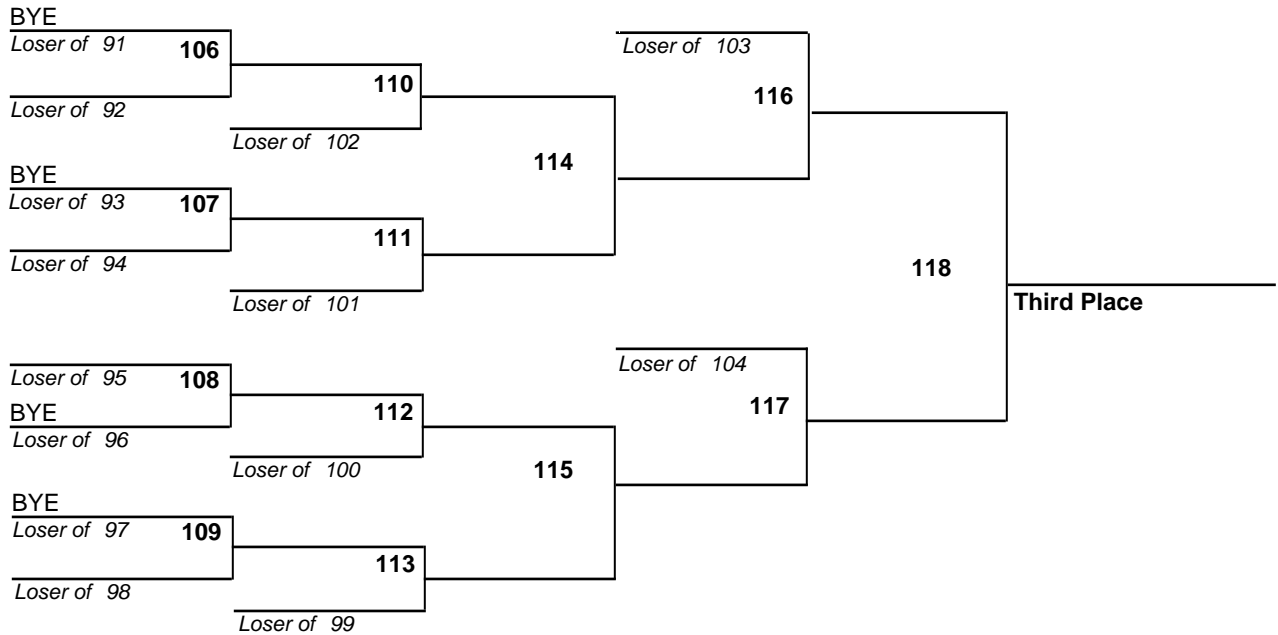 BYE
Loser of 91
106
Loser of 92
110
Loser of 102
BYE
Loser of 93
107
Loser of 94
111
Loser of 101
114
Loser of 103
116
118
Third Place
Loser of 95
108
BYE
Loser of 96
112
Loser of 100
BYE
Loser of 97
109
Loser of 98
113
Loser of 99
115
Loser of 104
117